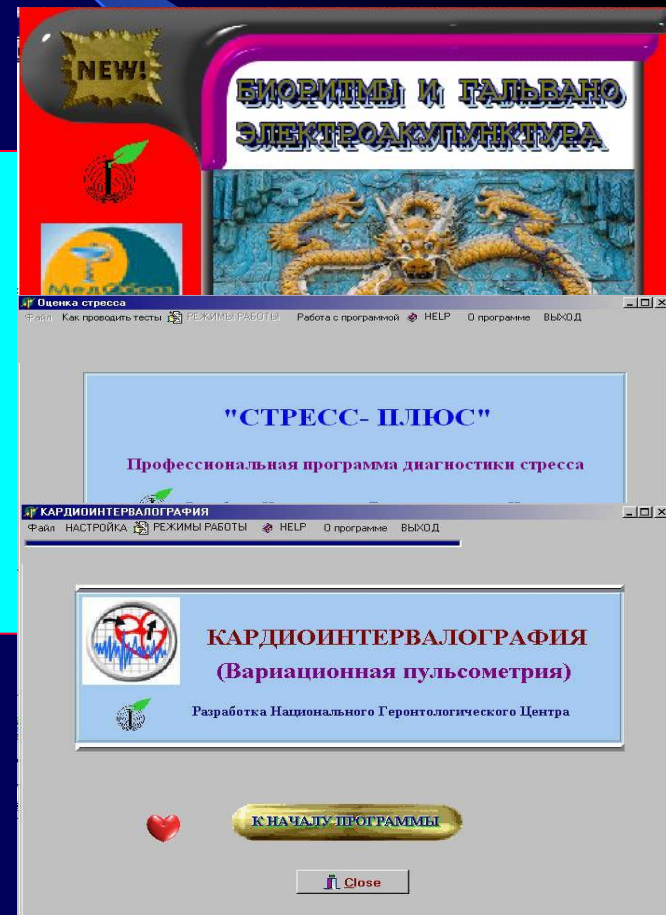 NEW!
БИОРИТМЫ И ГАЛЬВАНО
ЭЛЕКТРОАКУПУНКТУРА
МедОбраз
Оценка стресса
Файл Как проводить тесты РЕЖИМЫ РАБОТЫ Работа с программой HELP О программе ВЫХОД
"СТРЕСС- ПЛЮС"
Профессиональная программа диагностики стресса
КАРДИОИНТЕРВАЛОГРАФИЯ
Файл НАСТРОЙКА РЕЖИМЫ РАБОТЫ HELP О программе ВЫХОД
КАРДИОИНТЕРВАЛОГРАФИЯ
(Вариационная пульсометрия)
Разработка Национального Геронтологического Центра
К НАЧАЛУ ПРОГРАММЫ
Close